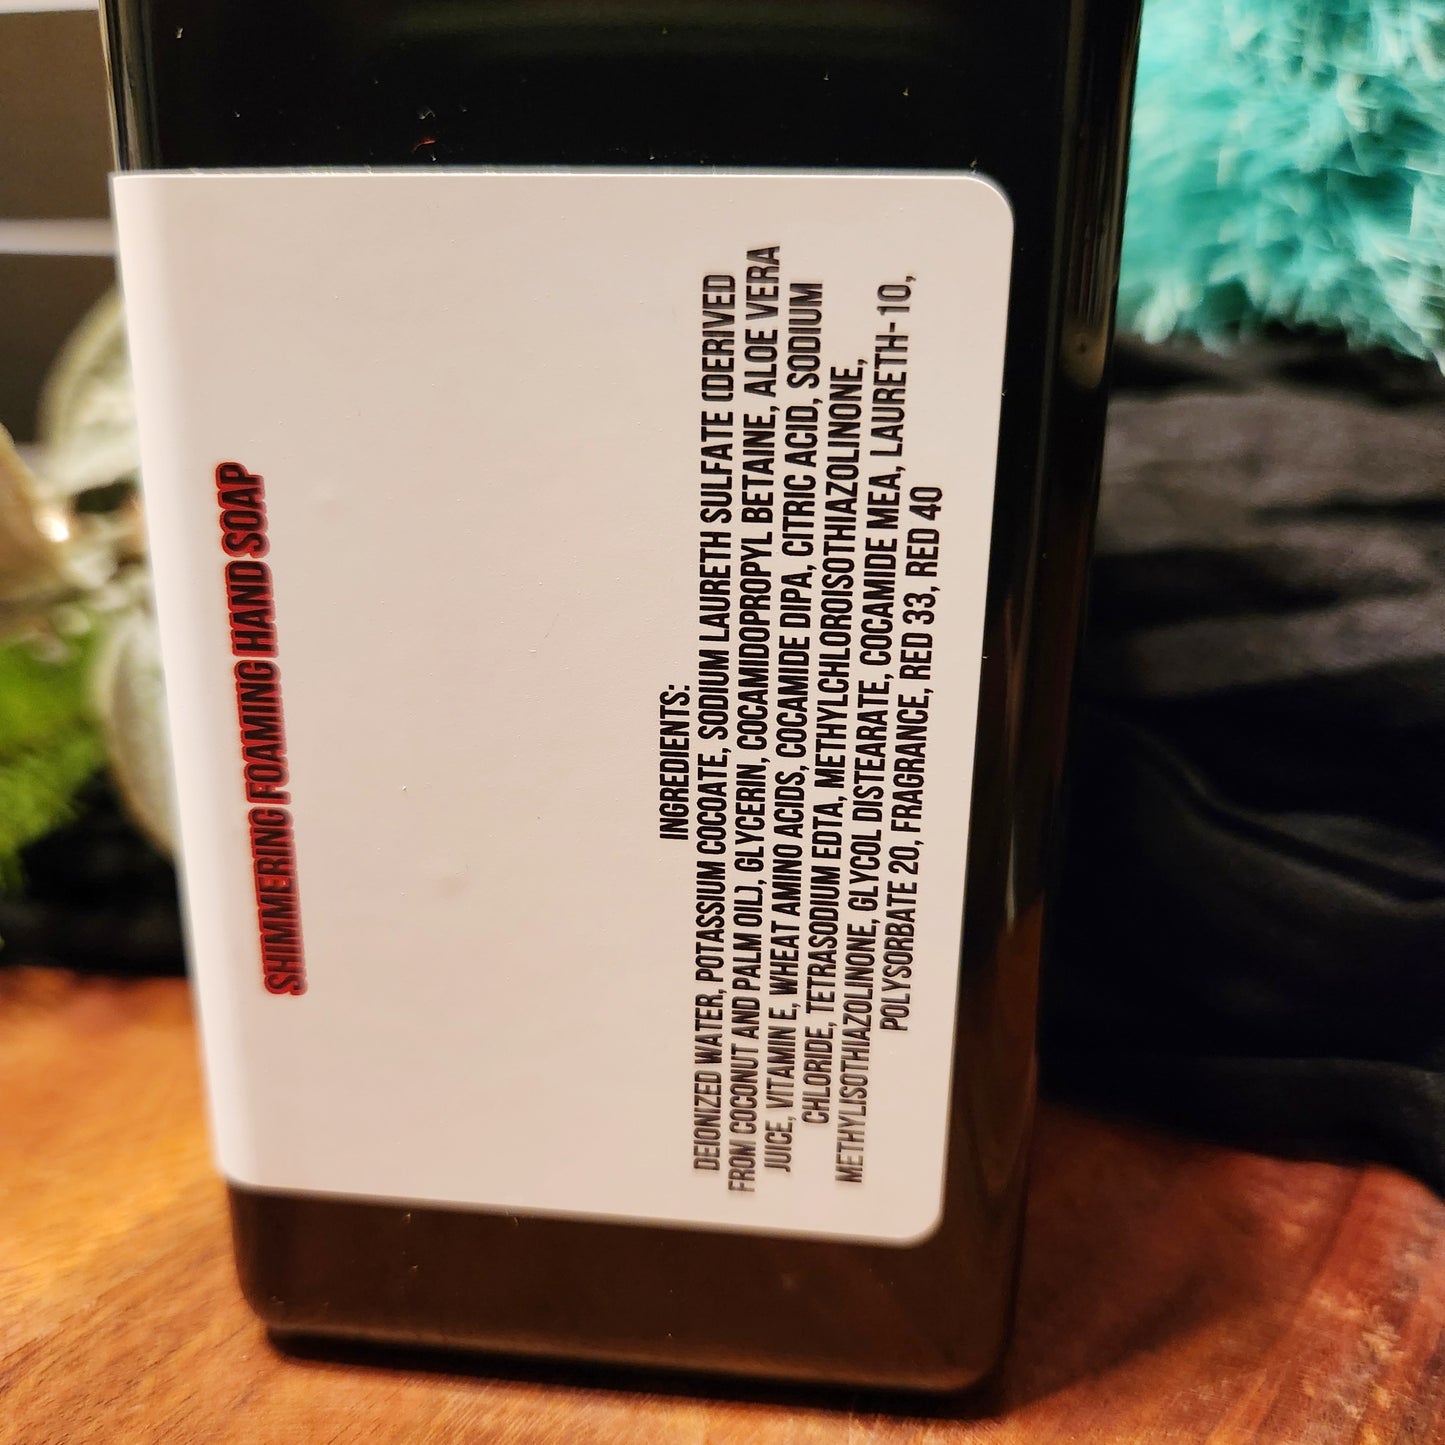 SHIMMERING FOAMING HAND SOAP
INGREDIENTS:
DEIONIZED WATER, POTASSIUM COCOATE, SODIUM LAURETH SULFATE (DERIVED
FROM COCONUT AND PALM OIL), GLYCERIN, COCAMIDOPROPYL BETAINE, ALOE VERA
JUICE, VITAMIN E, WHEAT AMINO ACIDS, COCAMIDE DIPA, CITRIC ACID, SODIUM
CHLORIDE, TETRASODIUM EDTA, METHYLCHLOROISOTHIAZOLINONE,
METHYLISOTHIAZOLINONE, GLYCOL DISTEARATE, COCAMIDE MEA, LAURETH-10,
POLYSORBATE 20, FRAGRANCE, RED 33, RED 40